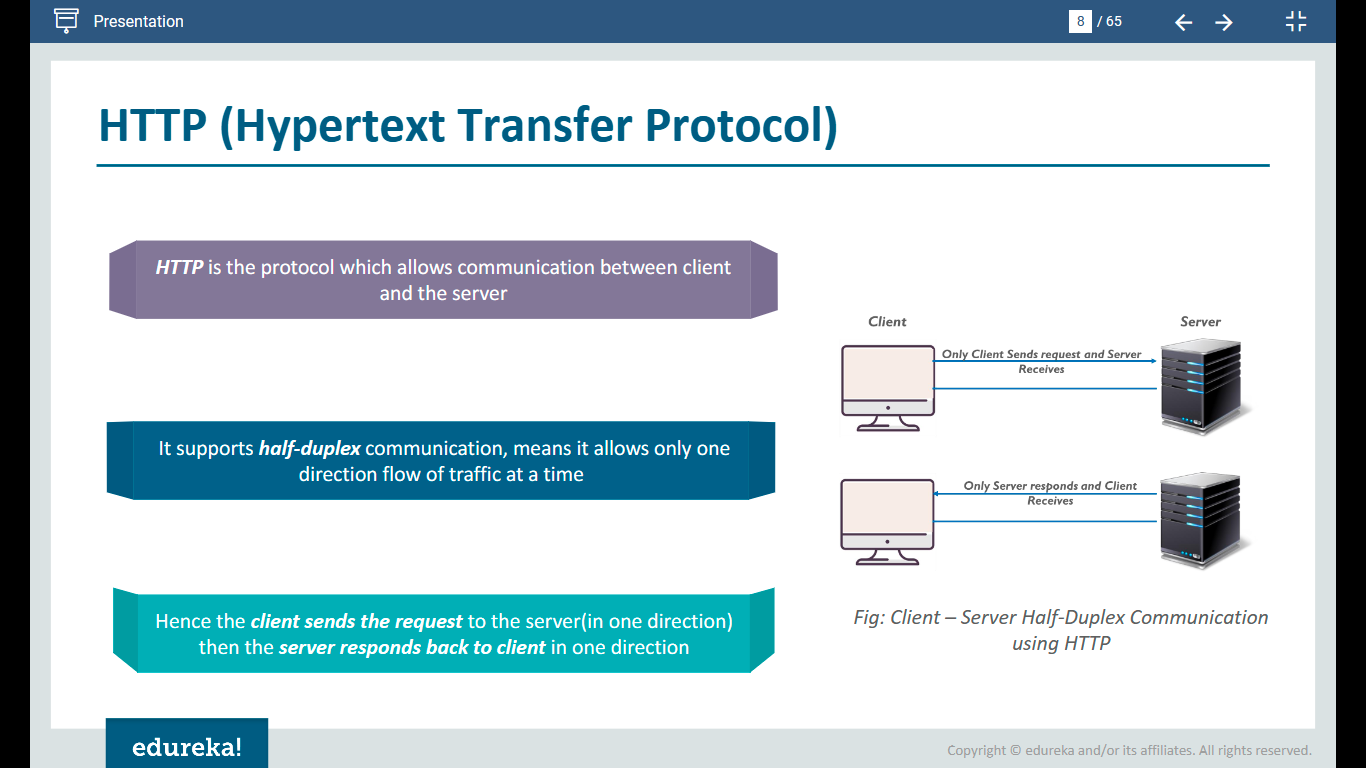 Presentation
8 / 65
HTTP (Hypertext Transfer Protocol)
HTTP is the protocol which allows communication between client
and the server
It supports half-duplex communication, means it allows only one
direction flow of traffic at a time
Hence the client sends the request to the server(in one direction)
then the server responds back to client in one direction
Client
Server
Only Client Sends request and Server
Receives
Only Server responds and Client
Receives
Fig: Client – Server Half-Duplex Communication
using HTTP
edureka!
Copyright © edureka and/or its affiliates. All rights reserved.